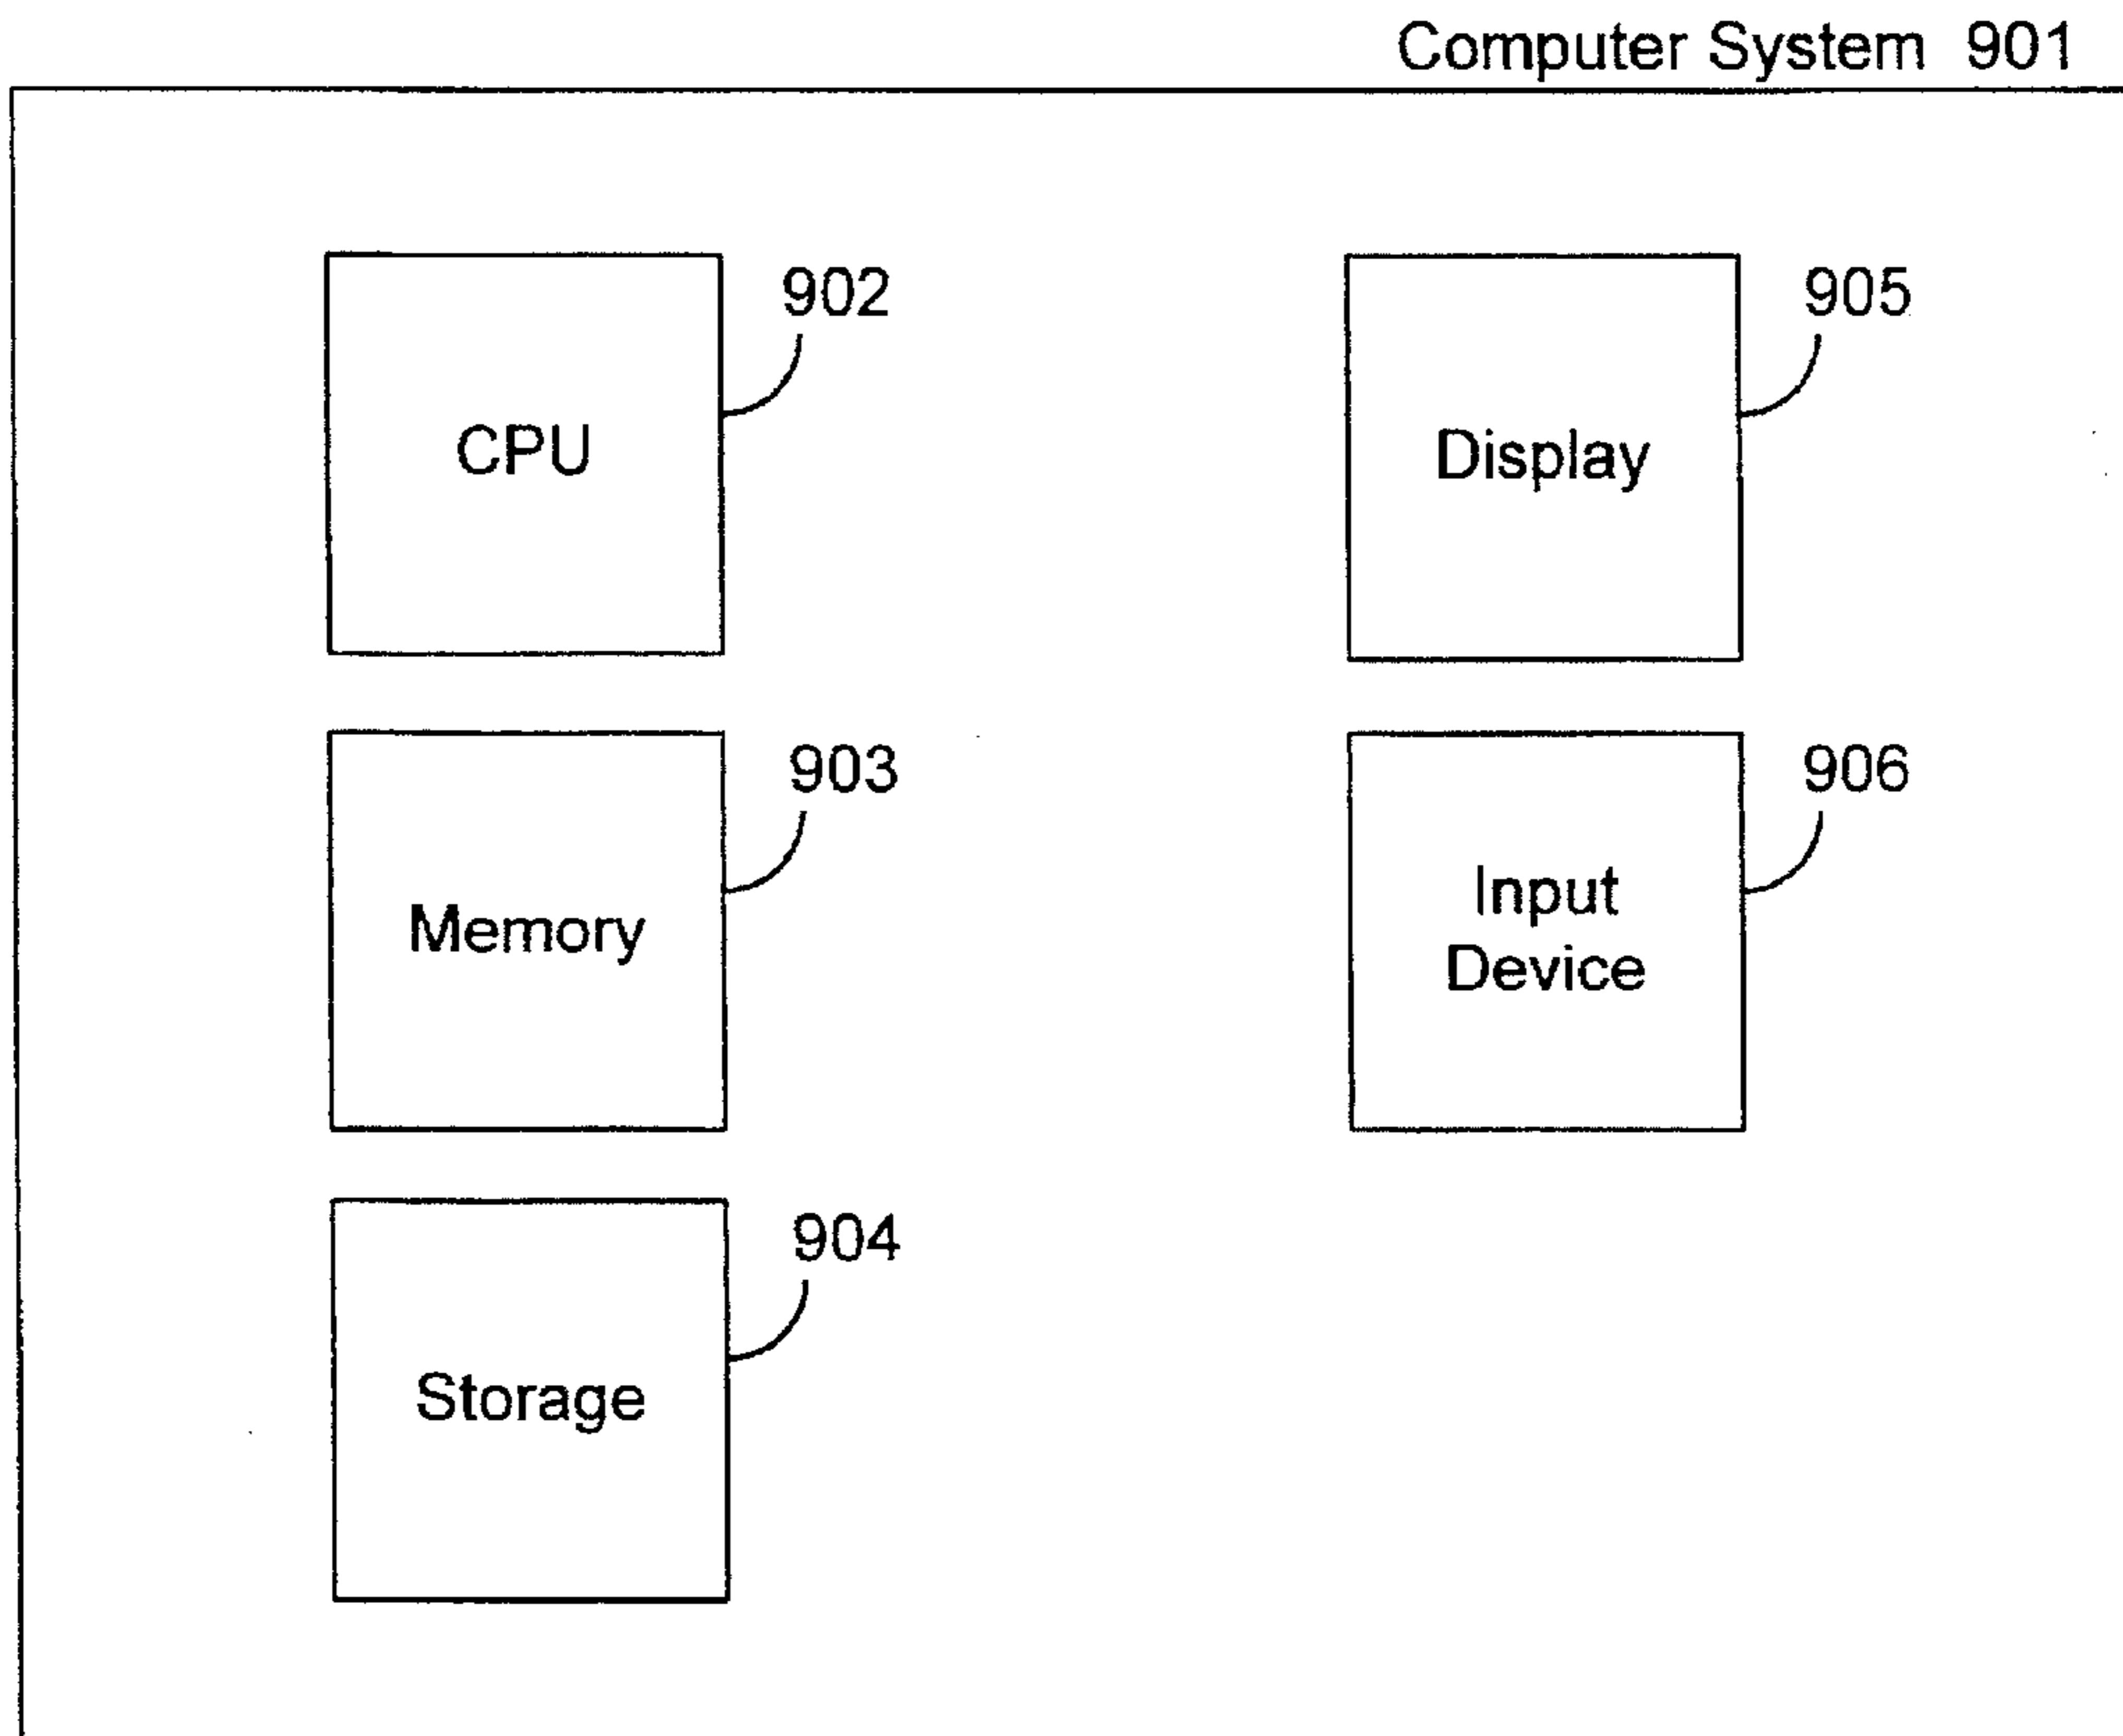 Computer System 901
902
CPU
905
Display
903
Memory
906
Input
Device
904
Storage